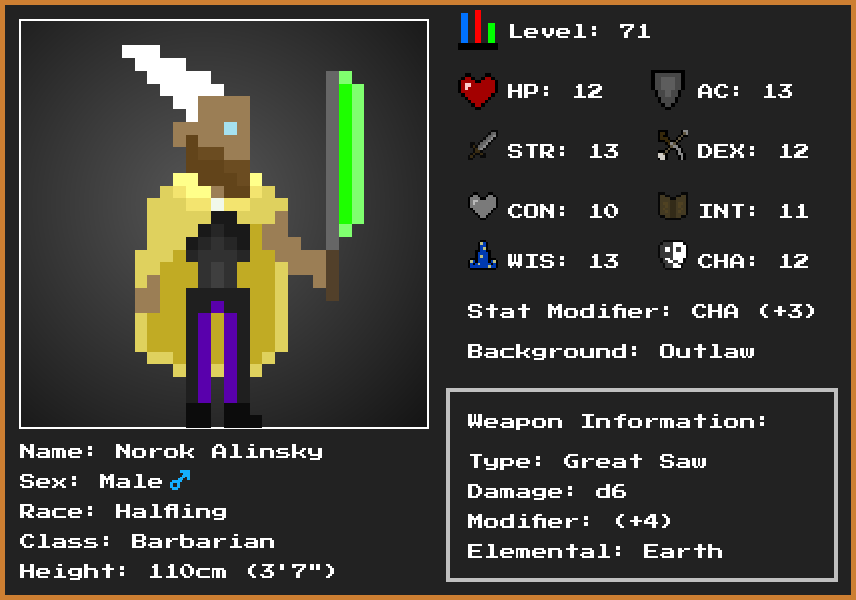 Level: 71
HP: 12
AC: 13
STR: 13
DEX: 12
CON: 10
INT: 11
WIS: 13
CHA: 12
Stat Modifier: CHA (+3)
Background: Outlaw
Weapon Information:
Type: Great Saw
Damage: d6
Modifier: (+4)
Elemental: Earth
Name: Norok Alinsky
Sex: Male♂
Race: Halfling
Class: Barbarian
Height: 110cm (3'7")